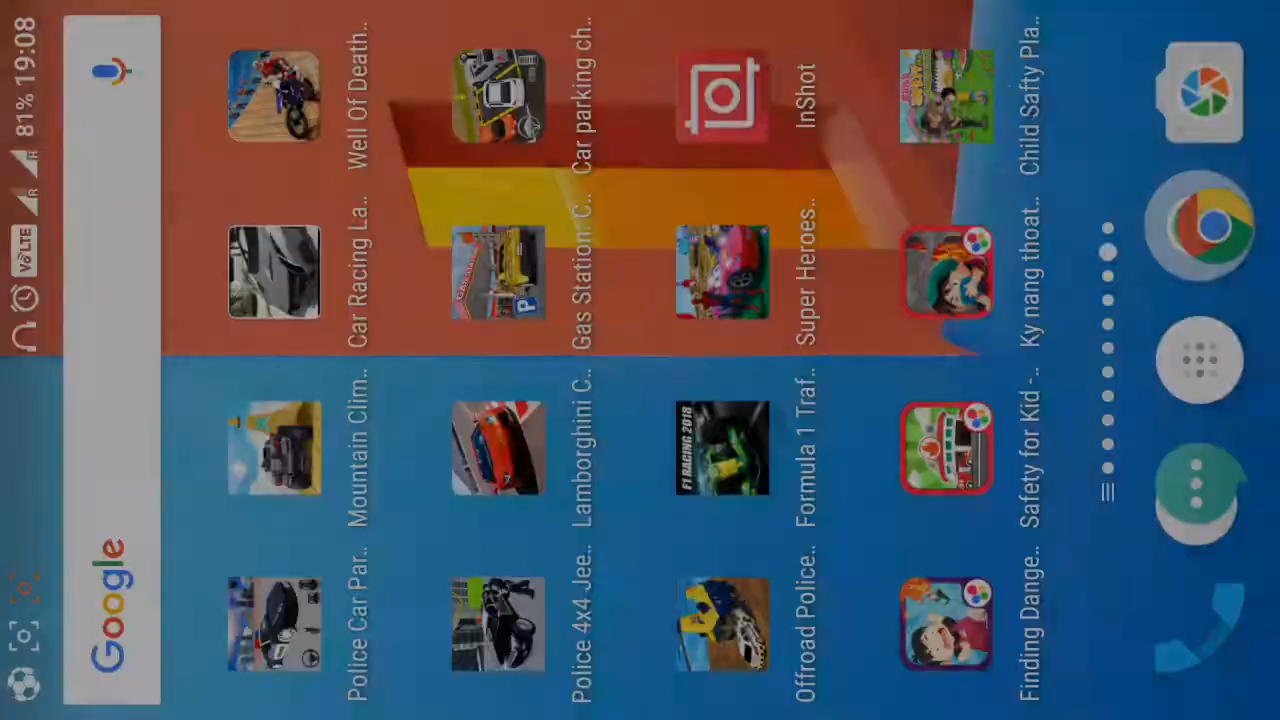 81% 19:08
VoLTE
R R
Google
Police Car Par..
Mountain Clim..
Car Racing La..
Well Of Death..
Police 4x4 Jee..
Lamborghini C..
Gas Station: C..
Car parking ch..
F1 RACING 2018
Offroad Police..
Formula 1 Traf..
Super Heroes..
InShot
Finding Dange..
Safety for Kid -..
Ky nang thoat..
Child Safty Pla..